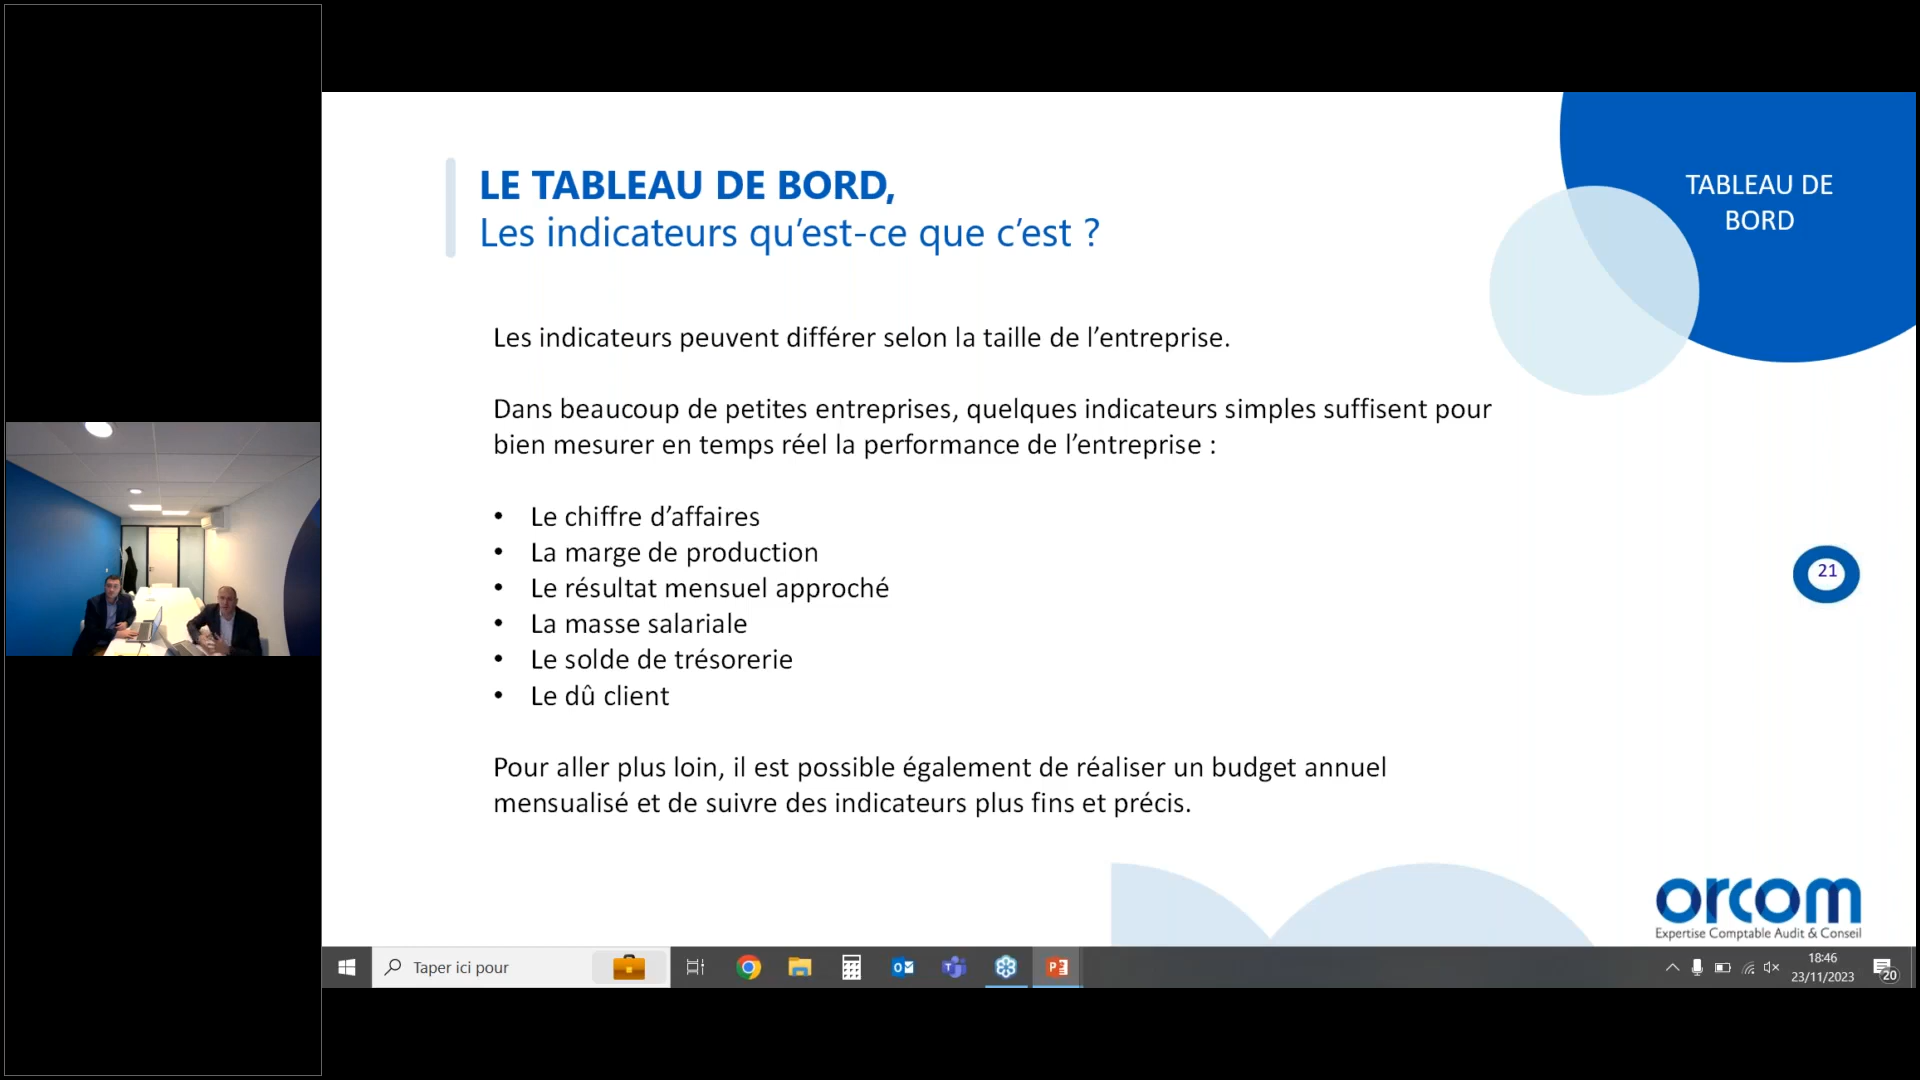 LE TABLEAU DE BORD,
Les indicateurs qu’est-ce que c’est ?
TABLEAU DE
BORD
Les indicateurs peuvent différer selon la taille de l’entreprise.
Dans beaucoup de petites entreprises, quelques indicateurs simples suffisent pour
bien mesurer en temps réel la performance de l’entreprise :
• Le chiffre d’affaires
• La marge de production
• Le résultat mensuel approché
• La masse salariale
• Le solde de trésorerie
• Le dû client
21
Pour aller plus loin, il est possible également de réaliser un budget annuel
mensualisé et de suivre des indicateurs plus fins et précis.
orcom
Expertise Comptable Audit & Conseil
Taper ici pour
18:46
23/11/2023
20